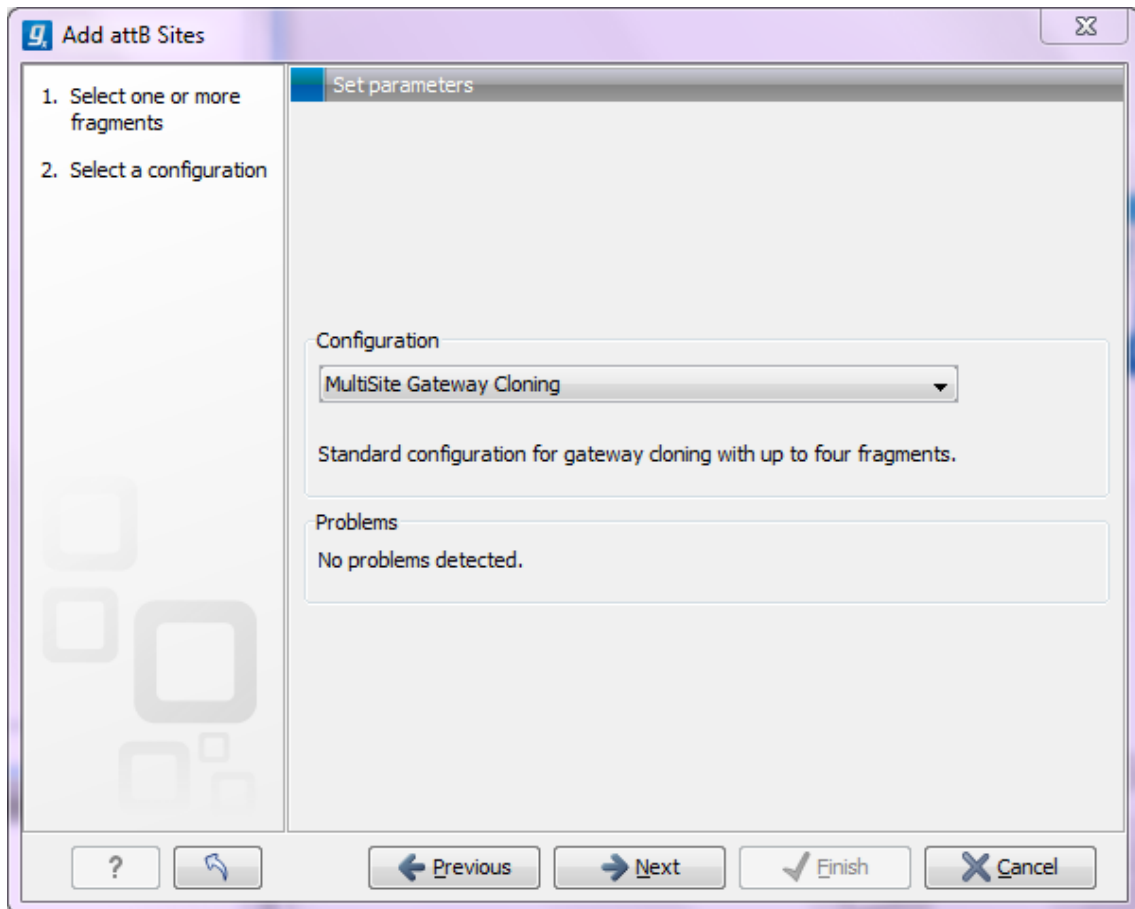 Add attB Sites
1. Select one or more
fragments
2. Select a configuration
Set parameters
Configuration
MultiSite Gateway Cloning
Standard configuration for gateway cloning with up to four fragments.
Problems
No problems detected.
?
Previous
Next
Finish
Cancel